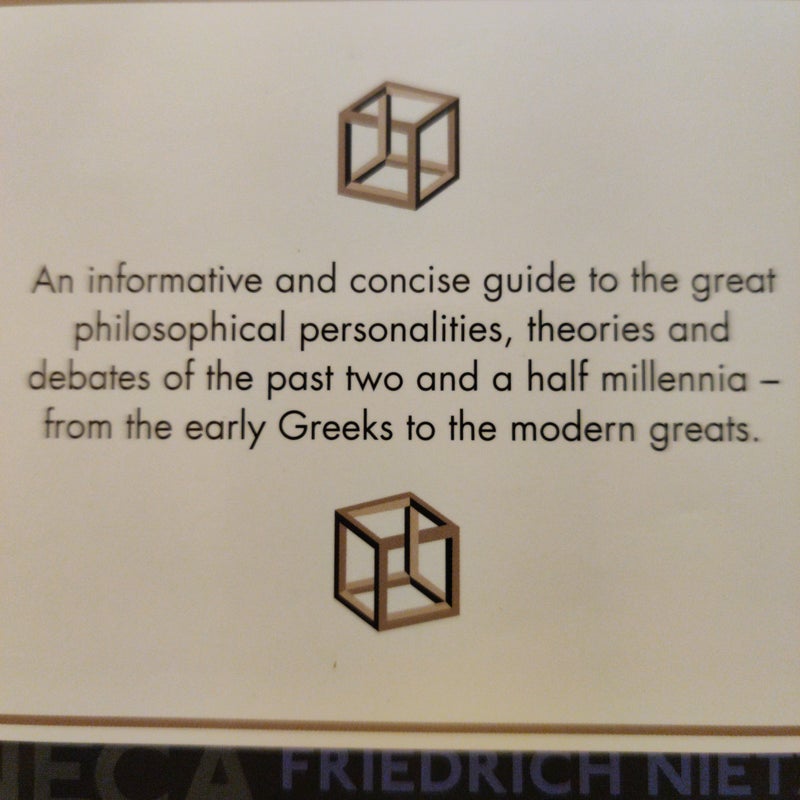 An informative and concise guide to the great
philosophical personalities, theories and
debates of the past two and a half millennia –
from the early Greeks to the modern greats.
FRIEDRICH